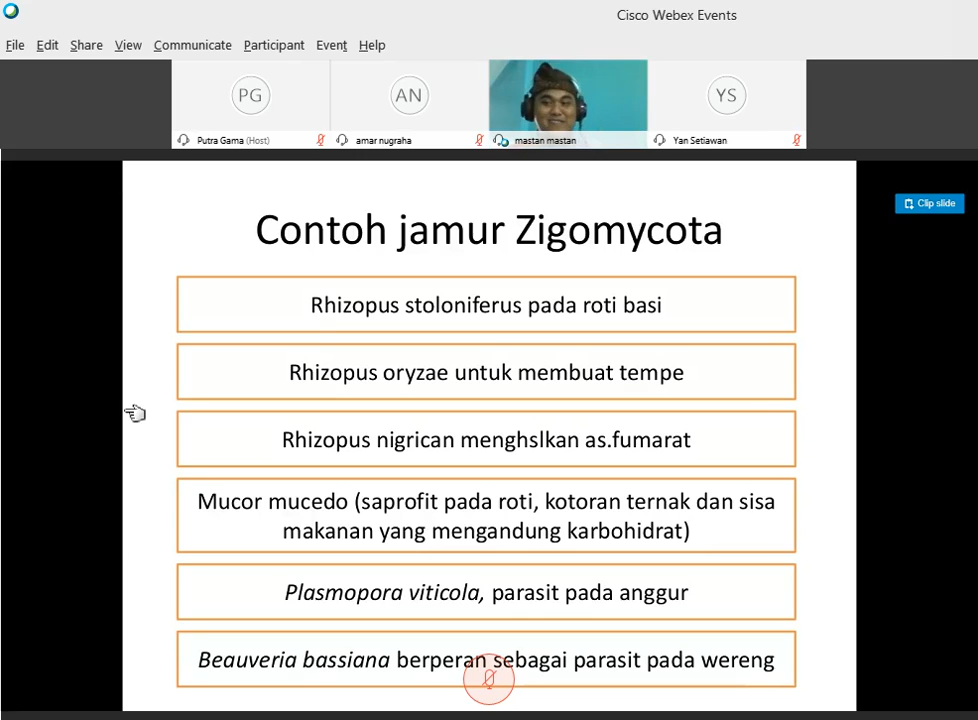 Cisco Webex Events
File Edit Share View Communicate Participant Event Help
PG AN YS
Putra Gama (Host) amar nugraha mastan mastan Yan Setiawan
Clip slide
Contoh jamur Zigomycota
Rhizopus stoloniferus pada roti basi
Rhizopus oryzae untuk membuat tempe
Rhizopus nigrican menghslkan as.fumarat
Mucor mucedo (saprofit pada roti, kotoran ternak dan sisa
makanan yang mengandung karbohidrat)
Plasmopora viticola, parasit pada anggur
Beauveria bassiana berperan sebagai parasit pada wereng